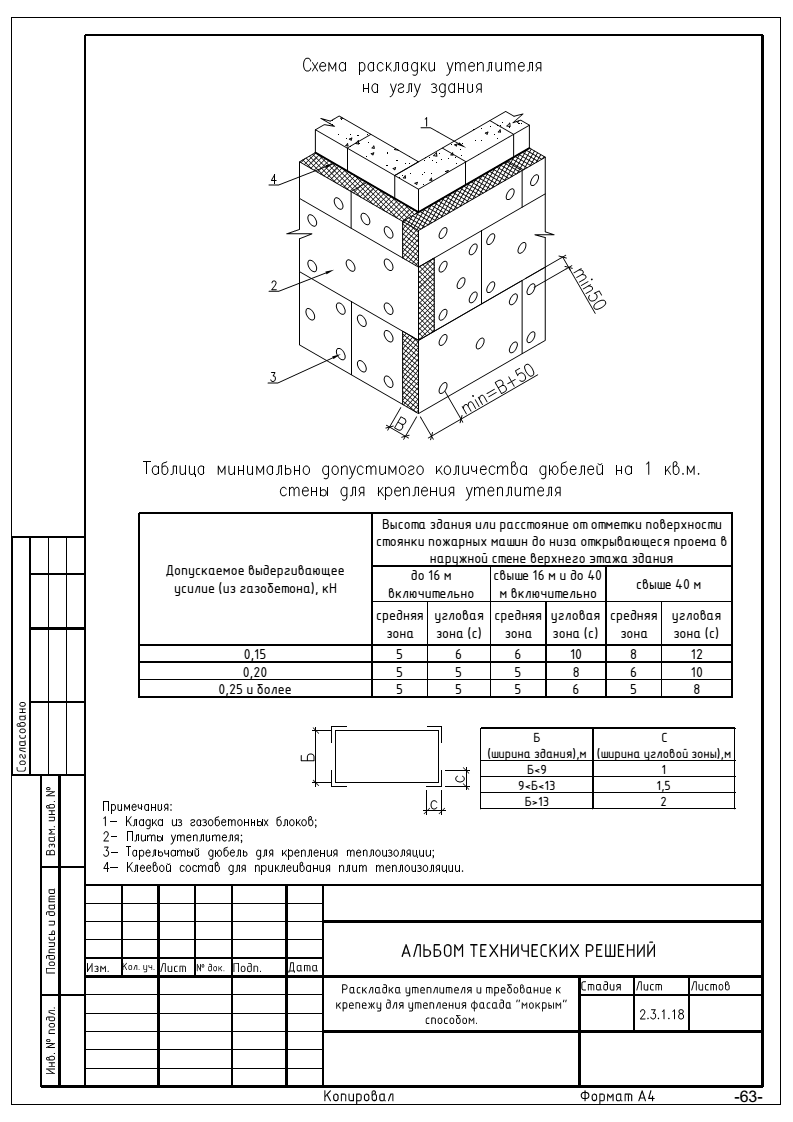 Схема раскладки утеплителя
на углу здания
1
4
2
3
min50
min=В+50
В
Таблица минимально допустимого количества дюбелей на 1 кв.м.
стены для крепления утеплителя
Допускаемое выдергивающее
усилие (из газобетона), кН
Высота здания или расстояние от отметки поверхности
стоянки пожарных машин до низа открывающеся проема в
наружной стене верхнего этажа здания
до 16 м
включительно
свыше 16 м и до 40
м включительно
свыше 40 м
средняя
зона
угловая
зона (с)
средняя
зона
угловая
зона (с)
средняя
зона
угловая
зона (с)
0,15 5 6 6 10 8 12
0,20 5 5 5 8 6 10
0,25 и более 5 5 5 6 5 8
Б
с
с
Б
(ширина здания),м
С
(ширина угловой зоны),м
Б<9 1
9<Б<13 1,5
Б>13 2
Примечания:
1— Кладка из газобетонных блоков;
2— Плиты утеплителя;
3— Тарельчатый дюбель для крепления теплоизоляции;
4— Клеевой состав для приклеивания плит теплоизоляции.
Согласовано
Взам. инв. №
Подпись и дата
Инв. № подл.
Изм. Кол. уч. Лист № док. Подп. Дата
АЛЬБОМ ТЕХНИЧЕСКИХ РЕШЕНИЙ
Раскладка утеплителя и требование к
крепежу для утепления фасада "мокрым"
способом.
Стадия Лист Листов
2.3.1.18
Копировал Формат А4 -63-